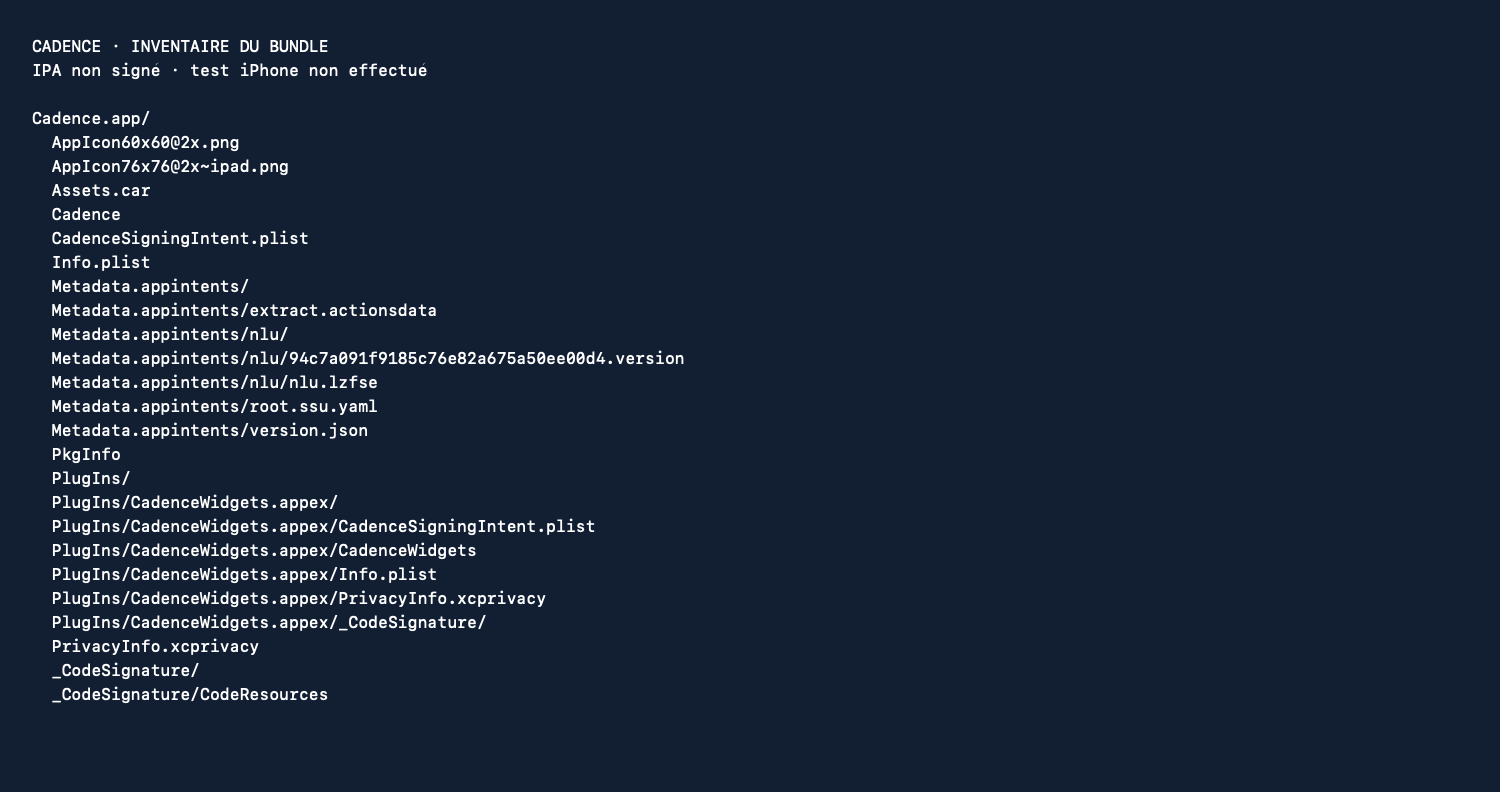 CADENCE · INVENTAIRE DU BUNDLE
IPA non signé · test iPhone non effectué
Cadence.app/
AppIcon60x60@2x.png
AppIcon76x76@2x~ipad.png
Assets.car
Cadence
CadenceSigningIntent.plist
Info.plist
Metadata.appintents/
Metadata.appintents/extract.actionsdata
Metadata.appintents/nlu/
Metadata.appintents/nlu/94c7a091f9185c76e82a675a50ee00d4.version
Metadata.appintents/nlu/nlu.lzfse
Metadata.appintents/root.ssu.yaml
Metadata.appintents/version.json
PkgInfo
PlugIns/
PlugIns/CadenceWidgets.appex/
PlugIns/CadenceWidgets.appex/CadenceSigningIntent.plist
PlugIns/CadenceWidgets.appex/CadenceWidgets
PlugIns/CadenceWidgets.appex/Info.plist
PlugIns/CadenceWidgets.appex/PrivacyInfo.xcprivacy
PlugIns/CadenceWidgets.appex/_CodeSignature/
PrivacyInfo.xcprivacy
_CodeSignature/
_CodeSignature/CodeResources